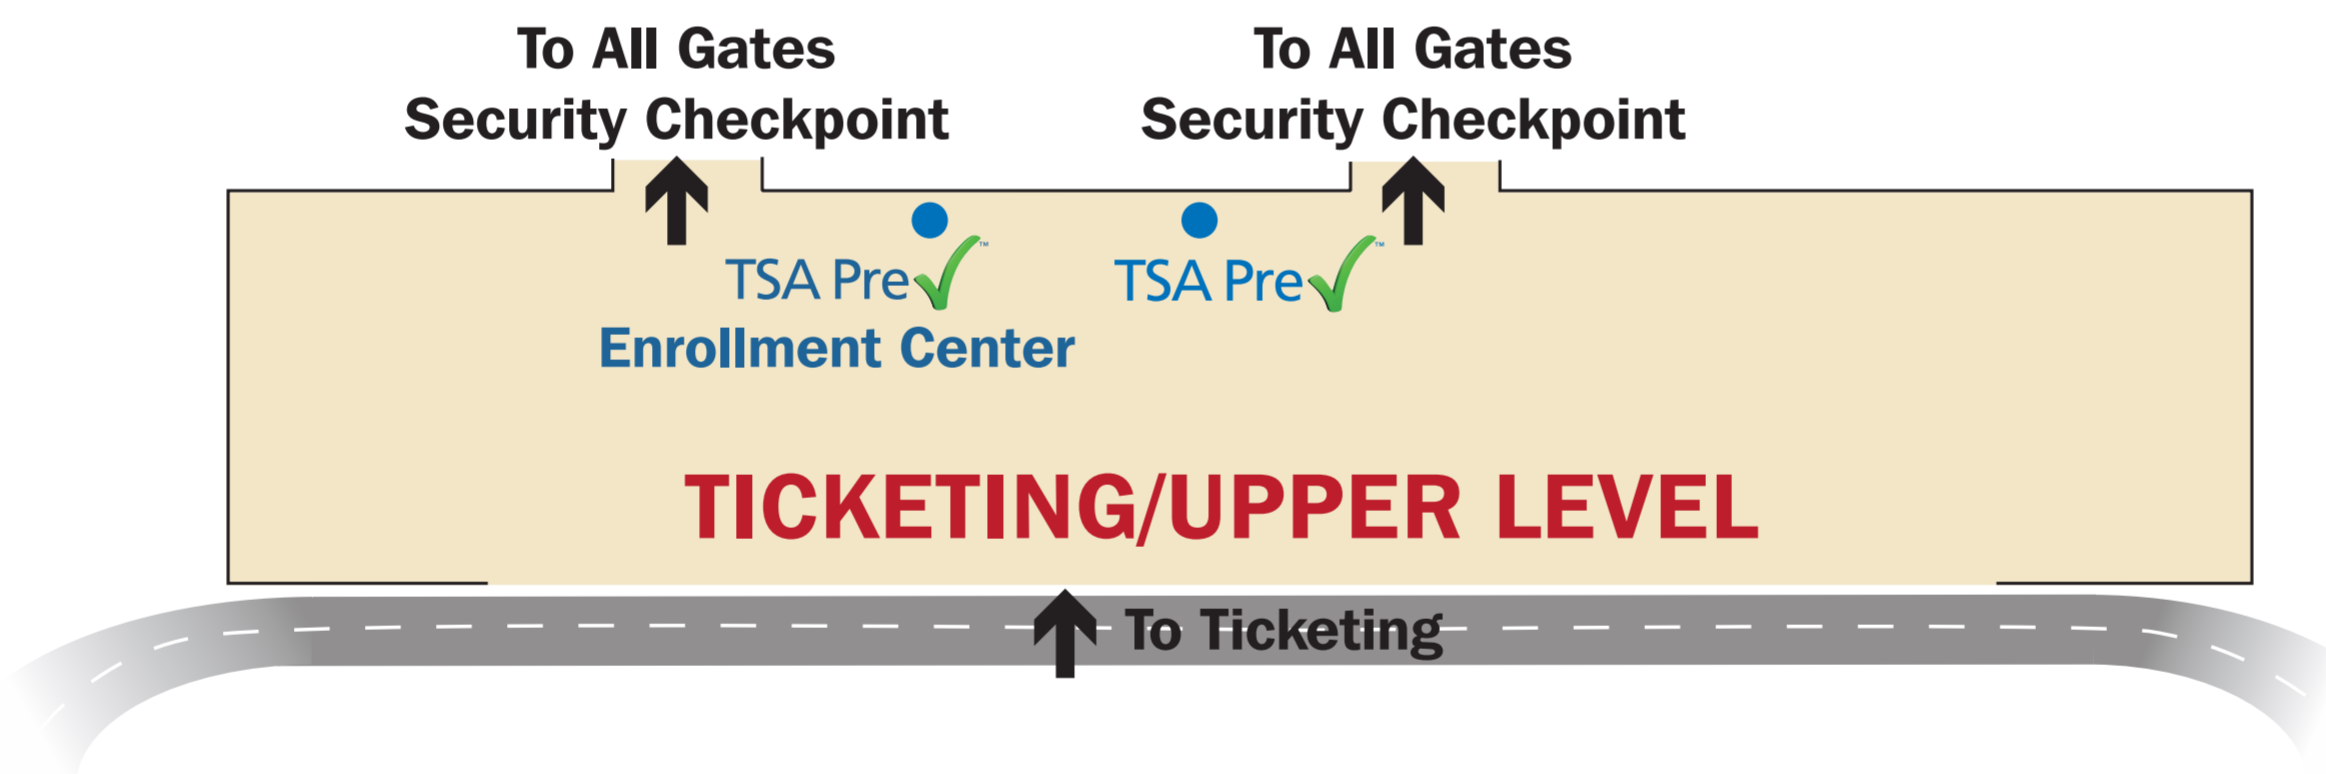 To All Gates
Security Checkpoint
To All Gates
Security Checkpoint
TSA Pre✓™
Enrollment Center
TSA Pre✓™
TICKETING/UPPER LEVEL
To Ticketing